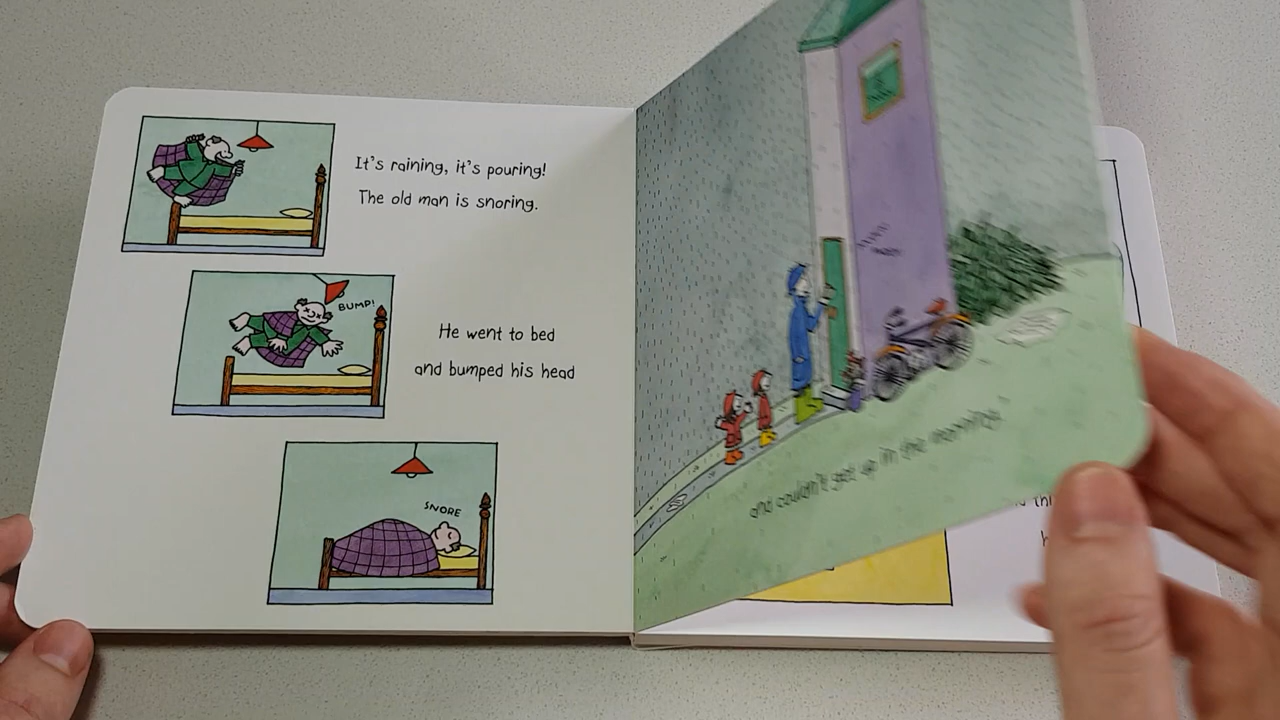 It's raining, it's pouring!
The old man is snoring.
BUMP!
He went to bed
and bumped his head
SNORE
and couldn't get up in the morning.